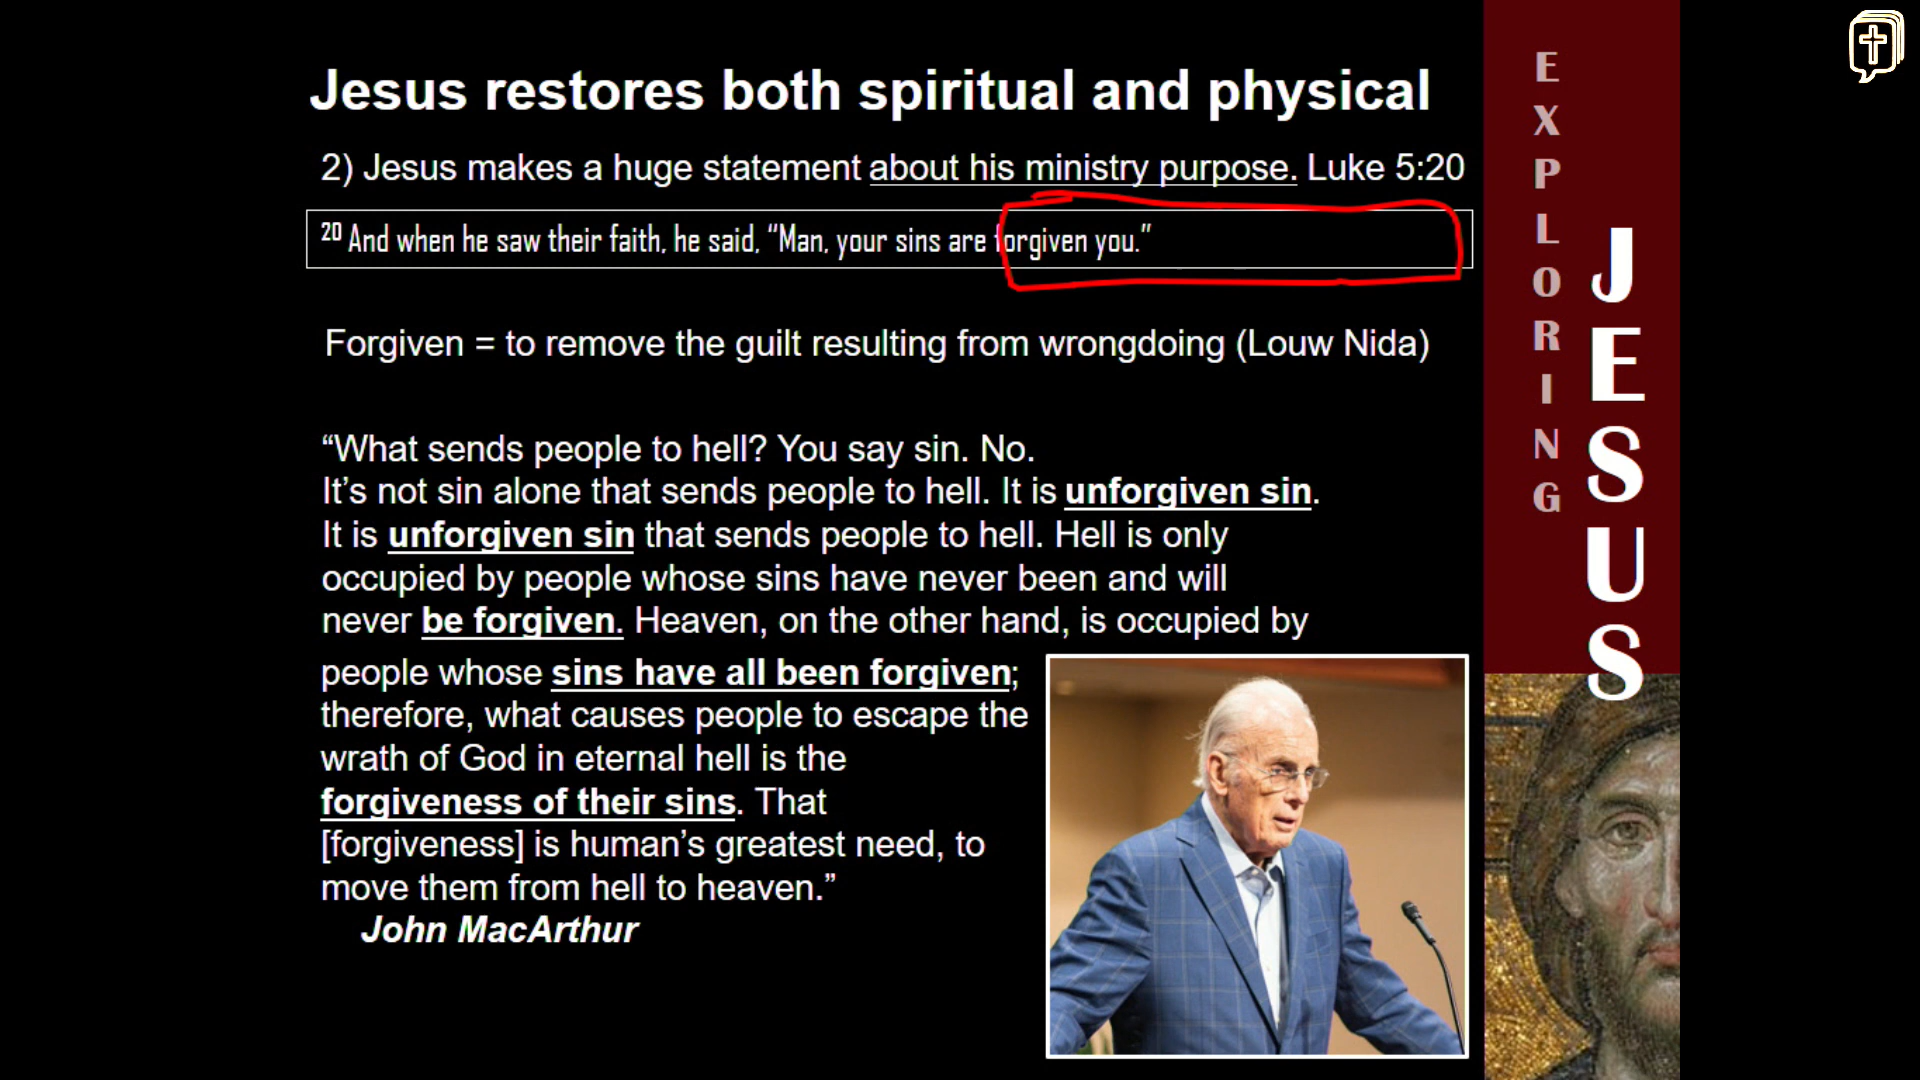 Jesus restores both spiritual and physical
2) Jesus makes a huge statement about his ministry purpose. Luke 5:20
20 And when he saw their faith, he said, “Man, your sins are forgiven you.”
Forgiven = to remove the guilt resulting from wrongdoing (Louw Nida)
“What sends people to hell? You say sin. No.
It’s not sin alone that sends people to hell. It is unforgiven sin.
It is unforgiven sin that sends people to hell. Hell is only
occupied by people whose sins have never been and will
never be forgiven. Heaven, on the other hand, is occupied by
people whose sins have all been forgiven;
therefore, what causes people to escape the
wrath of God in eternal hell is the
forgiveness of their sins. That
[forgiveness] is human’s greatest need, to
move them from hell to heaven.”
John MacArthur
EXPLORING
JESUS